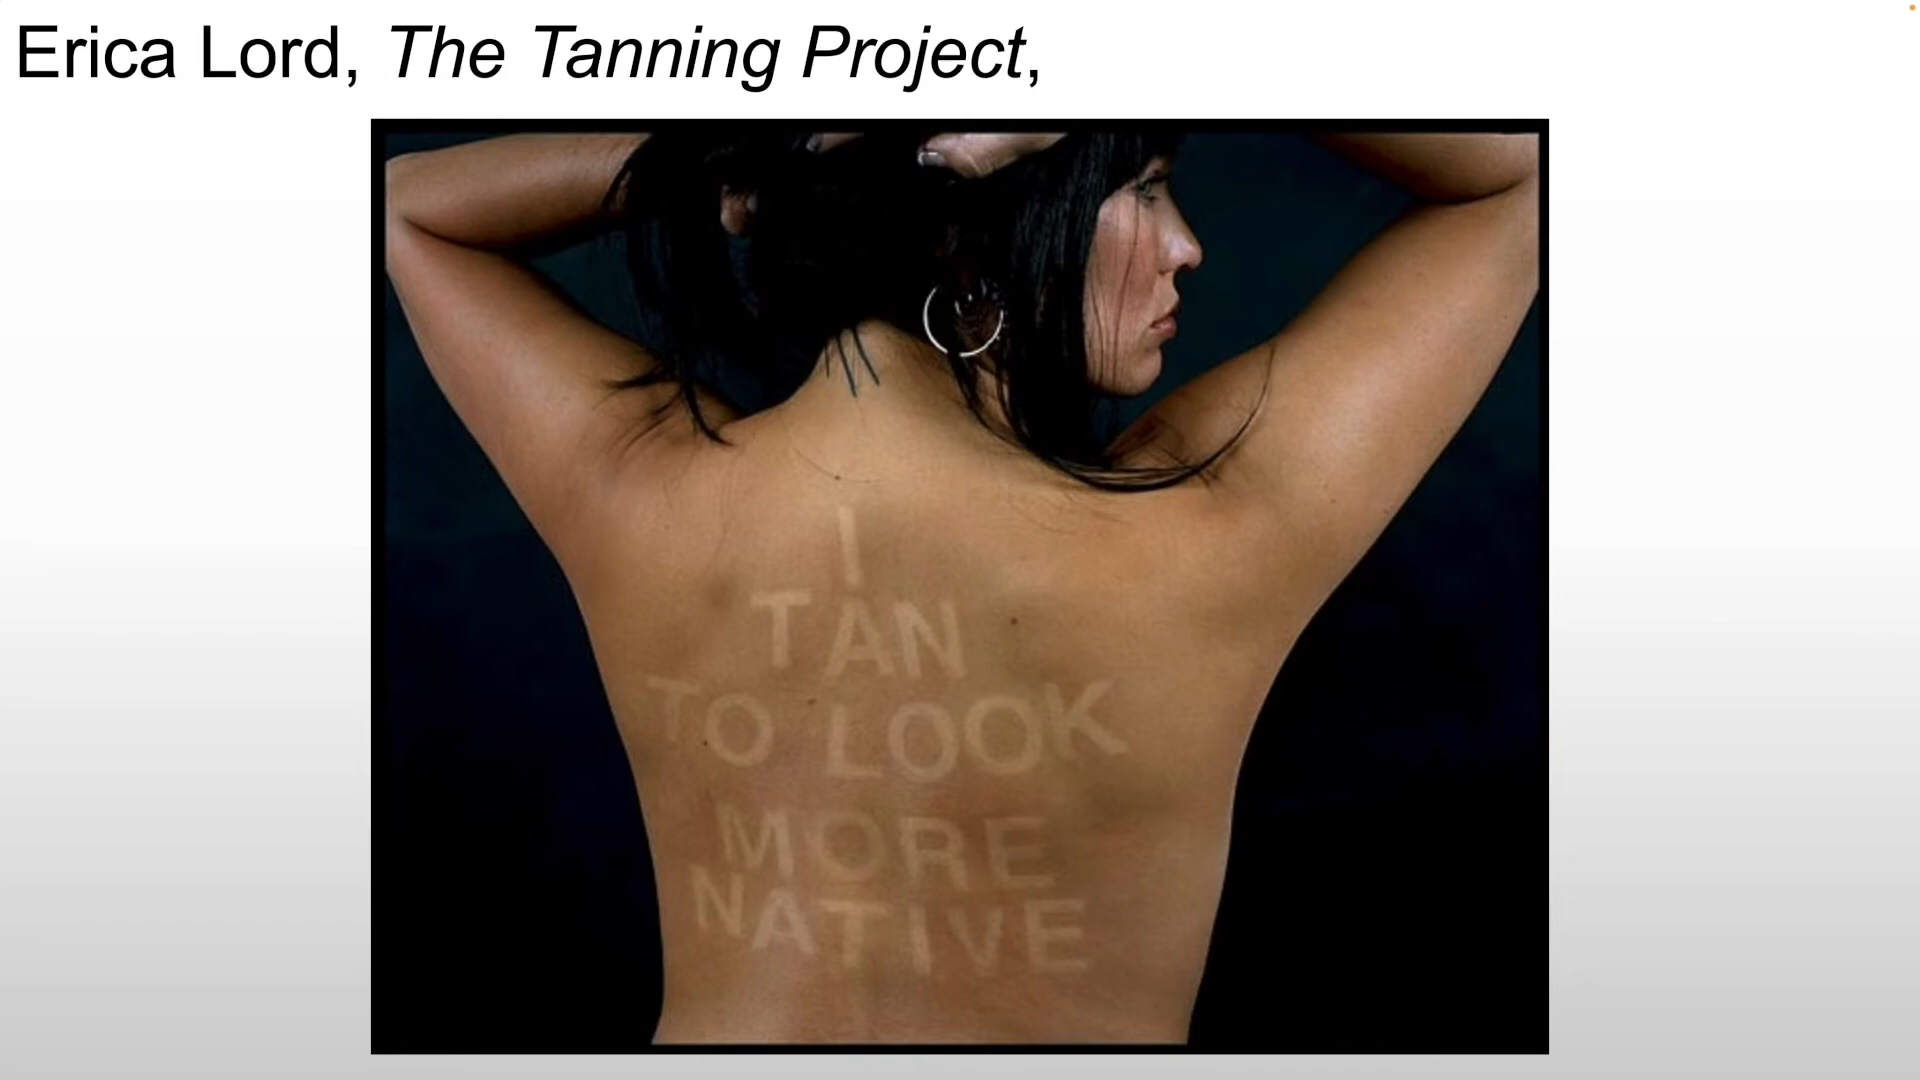 Erica Lord, The Tanning Project,
I
TAN
TO LOOK
MORE
NATIVE